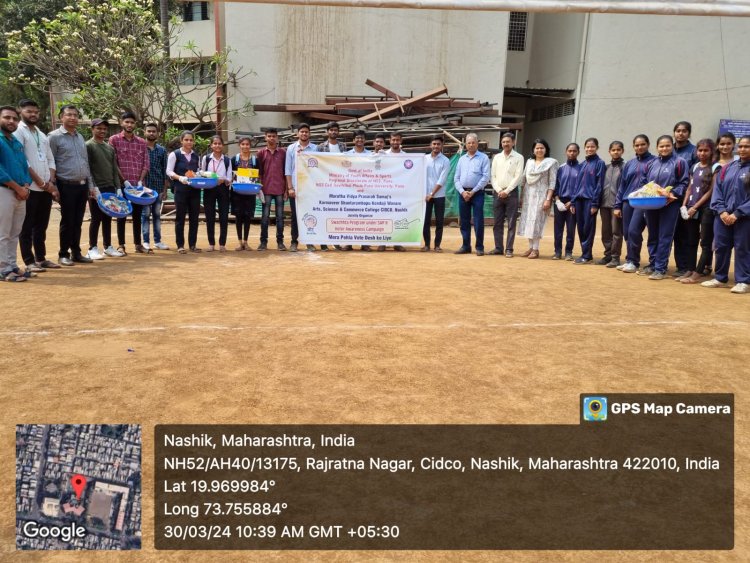 Govt. of India
Ministry of Youth Affairs & Sports
Regional Directorate of NSS, Pune
NSS Cell Savitribai Phule Pune University, Pune
and
Maratha Vidya Prasarak Samaj's
Karmaveer Shantarambapu Kondaji Wavare
Arts, Science & Commerce College CIDCO, Nashik
Jointly Organize
Swachhta Program under SAP &
Voter Awareness Campaign
Mera Pehla Vote Desh ke Liye
GPS Map Camera
Nashik, Maharashtra, India
NH52/AH40/13175, Rajratna Nagar, Cidco, Nashik, Maharashtra 422010, India
Lat 19.969984°
Long 73.755884°
30/03/24 10:39 AM GMT +05:30
Google